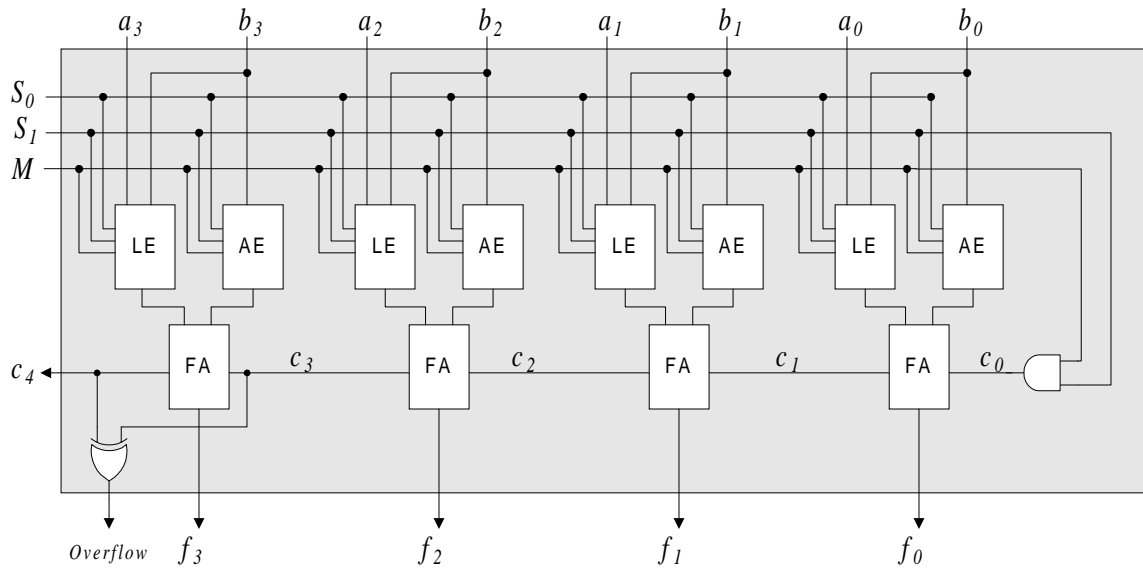 a3 b3 a2 b2 a1 b1 a0 b0
S0
S1
M
LE AE LE AE LE AE LE AE
c4 FA c3 FA c2 FA c1 FA c0
Overflow f3 f2 f1 f0